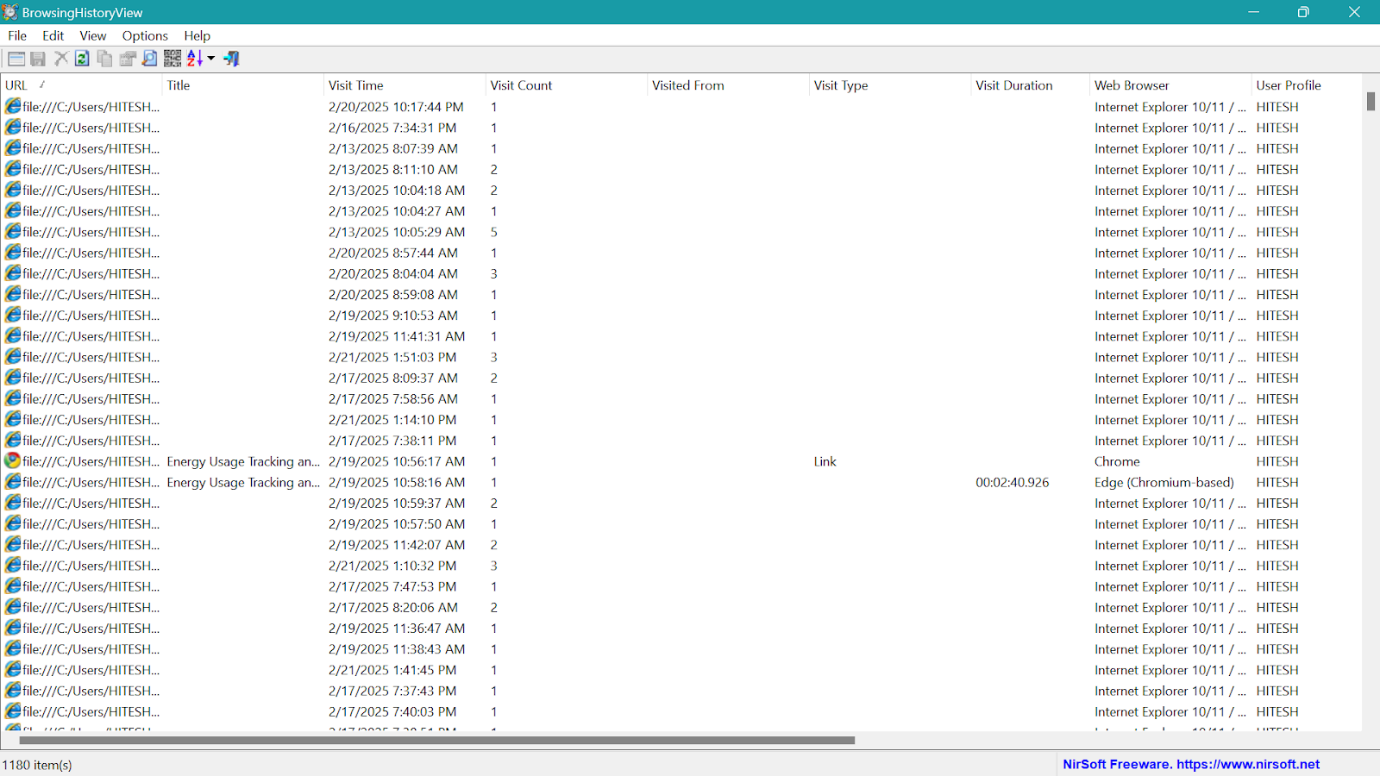 BrowsingHistoryView
File Edit View Options Help
URL Title Visit Time Visit Count Visited From Visit Type Visit Duration Web Browser User Profile
file:///C:/Users/HITESH... 2/20/2025 10:17:44 PM 1 Internet Explorer 10/11 / ... HITESH
file:///C:/Users/HITESH... 2/16/2025 7:34:31 PM 1 Internet Explorer 10/11 / ... HITESH
file:///C:/Users/HITESH... 2/13/2025 8:07:39 AM 1 Internet Explorer 10/11 / ... HITESH
file:///C:/Users/HITESH... 2/13/2025 8:11:10 AM 2 Internet Explorer 10/11 / ... HITESH
file:///C:/Users/HITESH... 2/13/2025 10:04:18 AM 2 Internet Explorer 10/11 / ... HITESH
file:///C:/Users/HITESH... 2/13/2025 10:04:27 AM 1 Internet Explorer 10/11 / ... HITESH
file:///C:/Users/HITESH... 2/13/2025 10:05:29 AM 5 Internet Explorer 10/11 / ... HITESH
file:///C:/Users/HITESH... 2/20/2025 8:57:44 AM 1 Internet Explorer 10/11 / ... HITESH
file:///C:/Users/HITESH... 2/20/2025 8:04:04 AM 3 Internet Explorer 10/11 / ... HITESH
file:///C:/Users/HITESH... 2/20/2025 8:59:08 AM 1 Internet Explorer 10/11 / ... HITESH
file:///C:/Users/HITESH... 2/19/2025 9:10:53 AM 1 Internet Explorer 10/11 / ... HITESH
file:///C:/Users/HITESH... 2/19/2025 11:41:31 AM 1 Internet Explorer 10/11 / ... HITESH
file:///C:/Users/HITESH... 2/21/2025 1:51:03 PM 3 Internet Explorer 10/11 / ... HITESH
file:///C:/Users/HITESH... 2/17/2025 8:09:37 AM 2 Internet Explorer 10/11 / ... HITESH
file:///C:/Users/HITESH... 2/17/2025 7:58:56 AM 1 Internet Explorer 10/11 / ... HITESH
file:///C:/Users/HITESH... 2/21/2025 1:14:10 PM 1 Internet Explorer 10/11 / ... HITESH
file:///C:/Users/HITESH... 2/17/2025 7:38:11 PM 1 Internet Explorer 10/11 / ... HITESH
file:///C:/Users/HITESH... Energy Usage Tracking an... 2/19/2025 10:56:17 AM 1 Link Chrome HITESH
file:///C:/Users/HITESH... Energy Usage Tracking an... 2/19/2025 10:58:16 AM 1 00:02:40.926 Edge (Chromium-based) HITESH
file:///C:/Users/HITESH... 2/19/2025 10:59:37 AM 2 Internet Explorer 10/11 / ... HITESH
file:///C:/Users/HITESH... 2/19/2025 10:57:50 AM 1 Internet Explorer 10/11 / ... HITESH
file:///C:/Users/HITESH... 2/19/2025 11:42:07 AM 2 Internet Explorer 10/11 / ... HITESH
file:///C:/Users/HITESH... 2/21/2025 1:10:32 PM 3 Internet Explorer 10/11 / ... HITESH
file:///C:/Users/HITESH... 2/17/2025 7:47:53 PM 1 Internet Explorer 10/11 / ... HITESH
file:///C:/Users/HITESH... 2/17/2025 8:20:06 AM 2 Internet Explorer 10/11 / ... HITESH
file:///C:/Users/HITESH... 2/19/2025 11:36:47 AM 1 Internet Explorer 10/11 / ... HITESH
file:///C:/Users/HITESH... 2/19/2025 11:38:43 AM 1 Internet Explorer 10/11 / ... HITESH
file:///C:/Users/HITESH... 2/21/2025 1:41:45 PM 1 Internet Explorer 10/11 / ... HITESH
file:///C:/Users/HITESH... 2/17/2025 7:37:43 PM 1 Internet Explorer 10/11 / ... HITESH
file:///C:/Users/HITESH... 2/17/2025 7:40:03 PM 1 Internet Explorer 10/11 / ... HITESH
1180 item(s) NirSoft Freeware. https://www.nirsoft.net